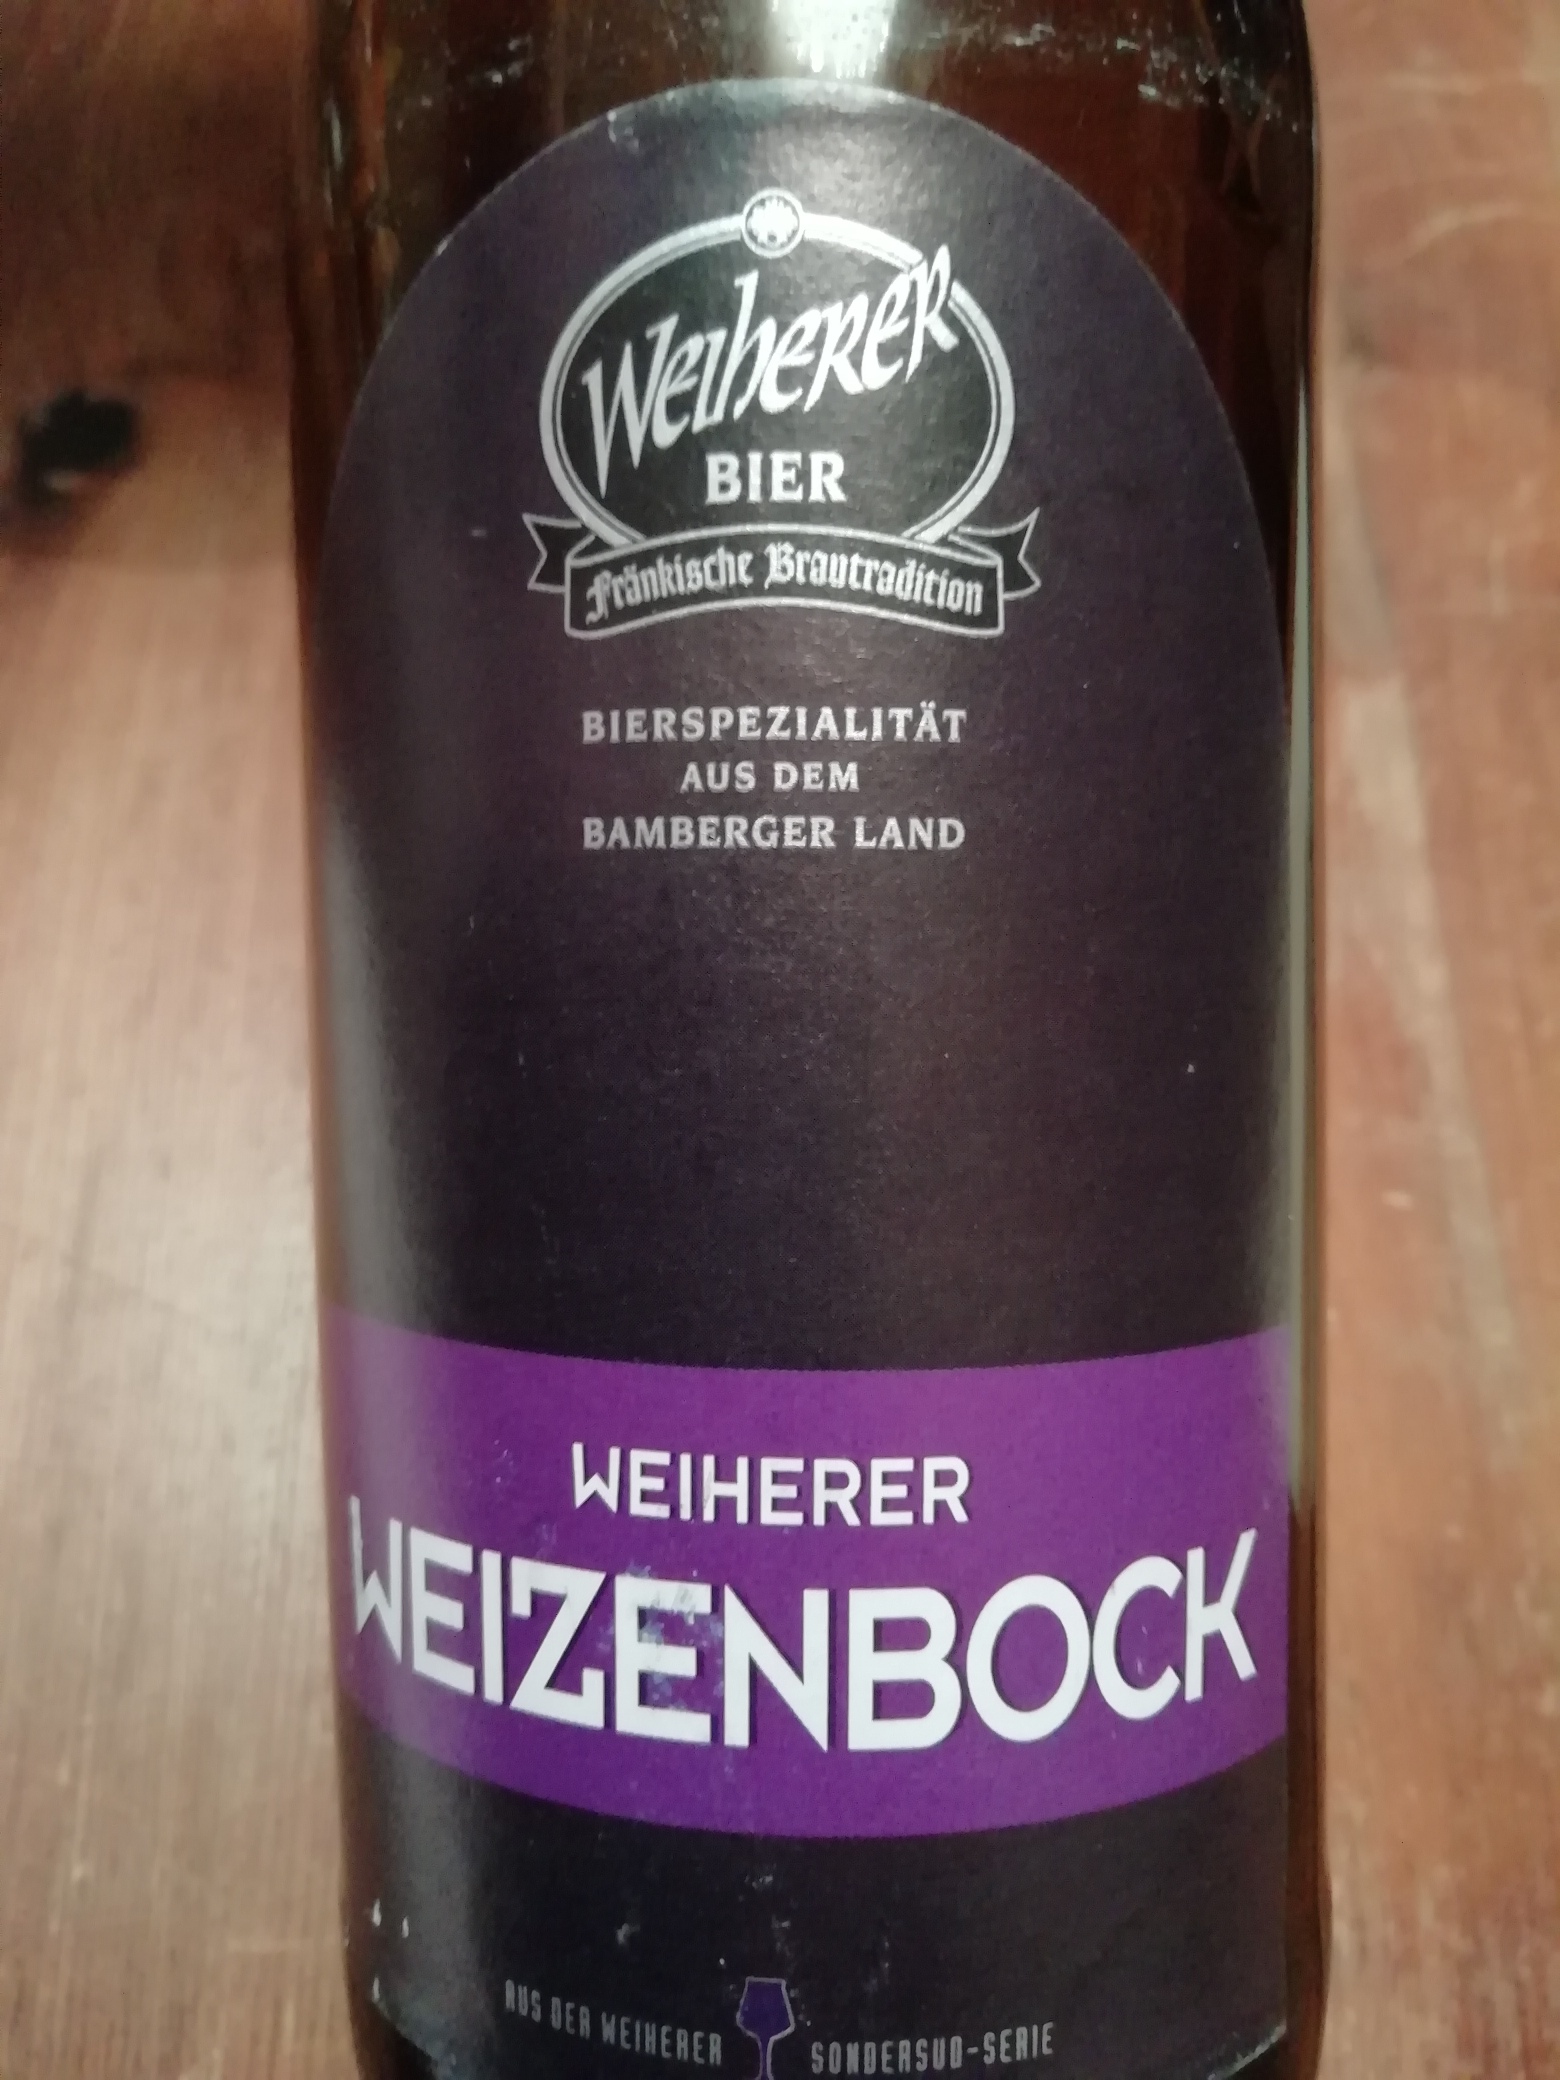 Weiherer
BIER
Fränkische Brautradition
BIERSPEZIALITÄT
AUS DEM
BAMBERGER LAND
WEIHERER
WEIZENBOCK
AUS DER WEIHERER SONDERSUD-SERIE